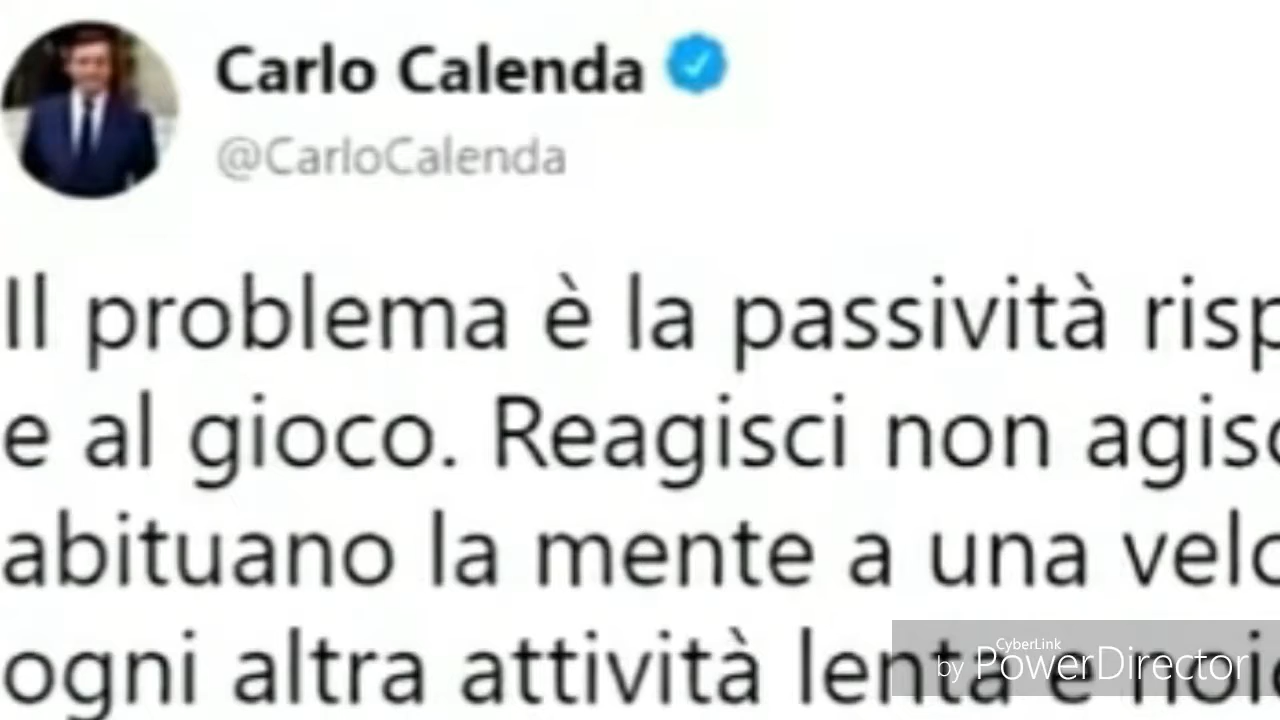 Carlo Calenda
@CarloCalenda
Il problema è la passività risp
e al gioco. Reagisci non agisc
abituano la mente a una velo
ogni altra attività lenta e noio
CyberLink
by PowerDirector